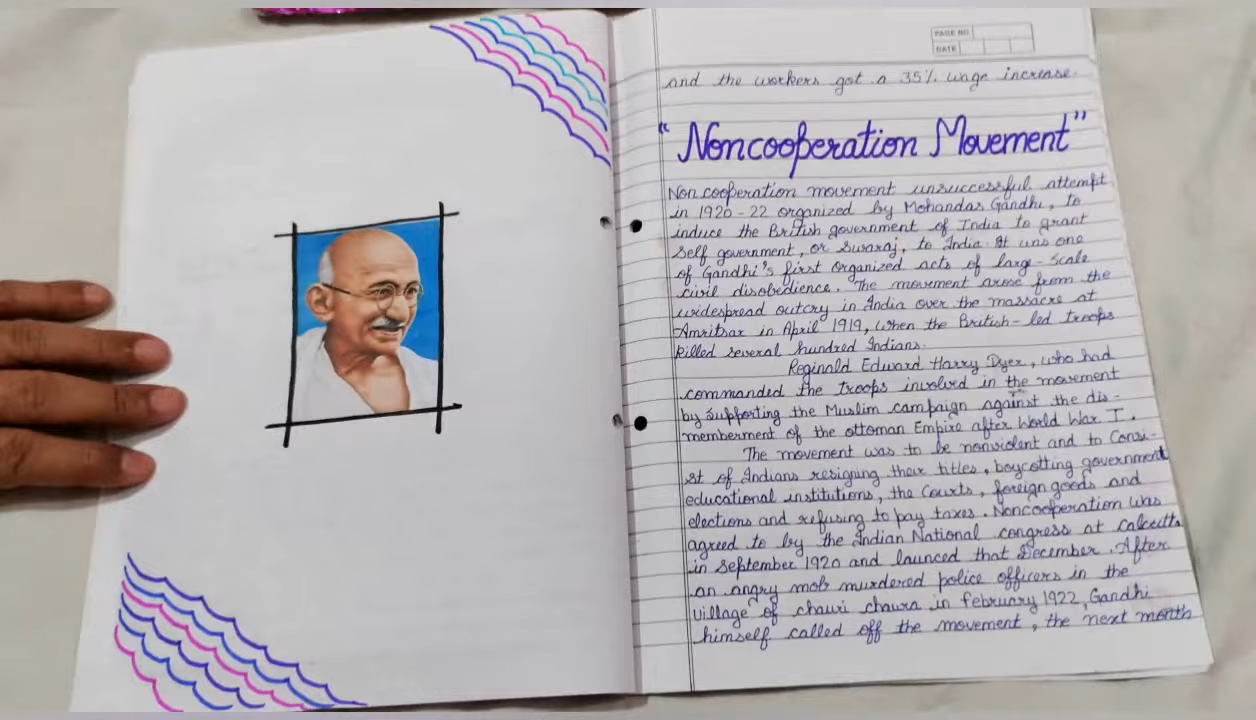 PAGE NO
DATE
and the workers got a 35% wage increase.
"Noncooperation Movement"
Non cooperation movement unsuccessful attempt
in 1920-22 organized by Mohandas Gandhi, to
induce the British government of India to grant
self government, or Swaraj, to India. It was one
of Gandhi's first organized acts of large-scale
civil disobedience. The movement arose from the
widespread outcry in India over the massacre at
Amritsar in April 1919, when the British-led troops
killed several hundred Indians.
Reginald Edward Harry Dyer, who had
commanded the troops involved in the movement
by supporting the Muslim campaign against the dis-
memberment of the ottoman Empire after World War I.
The movement was to be nonviolent and to Consi-
st of Indians resigning their titles, boycotting government
educational institutions, the Courts, foreign goods and
elections and refusing to pay taxes. Noncooperation was
agreed to by the Indian National congress at calcutta
in September 1920 and launced that December. After
an angry mob murdered police officers in the
village of chauri chaura in february 1922, Gandhi
himself called off the movement, the next month